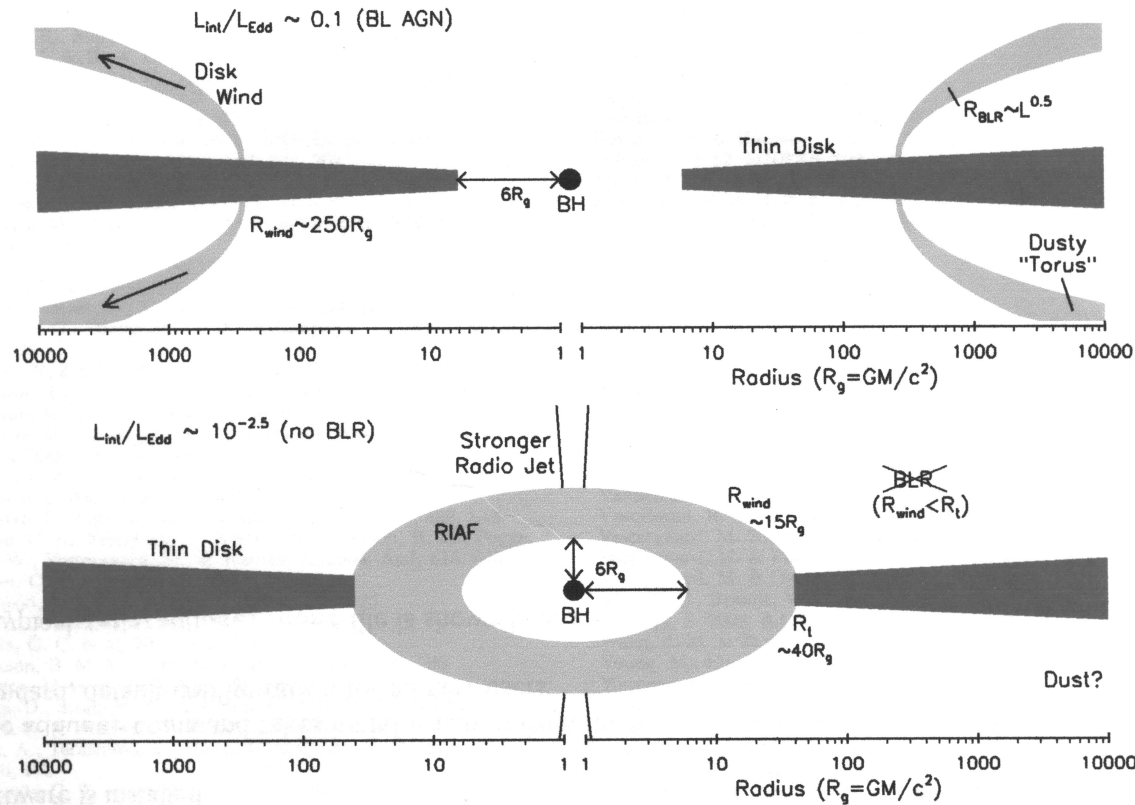 L_int/L_Edd ~ 0.1 (BL AGN)
Disk
Wind
R_BLR~L^0.5
Thin Disk
6R_g
BH
R_wind~250R_g
Dusty
"Torus"
10000 1000 100 10 1 1 10 100 1000 10000
Radius (R_g=GM/c^2)
L_int/L_Edd ~ 10^-2.5 (no BLR)
Stronger
Radio Jet
BLR
(R_wind<R_t)
R_wind
~15R_g
RIAF
Thin Disk
6R_g
BH
R_t
~40R_g
Dust?
10000 1000 100 10 1 1 10 100 1000 10000
Radius (R_g=GM/c^2)